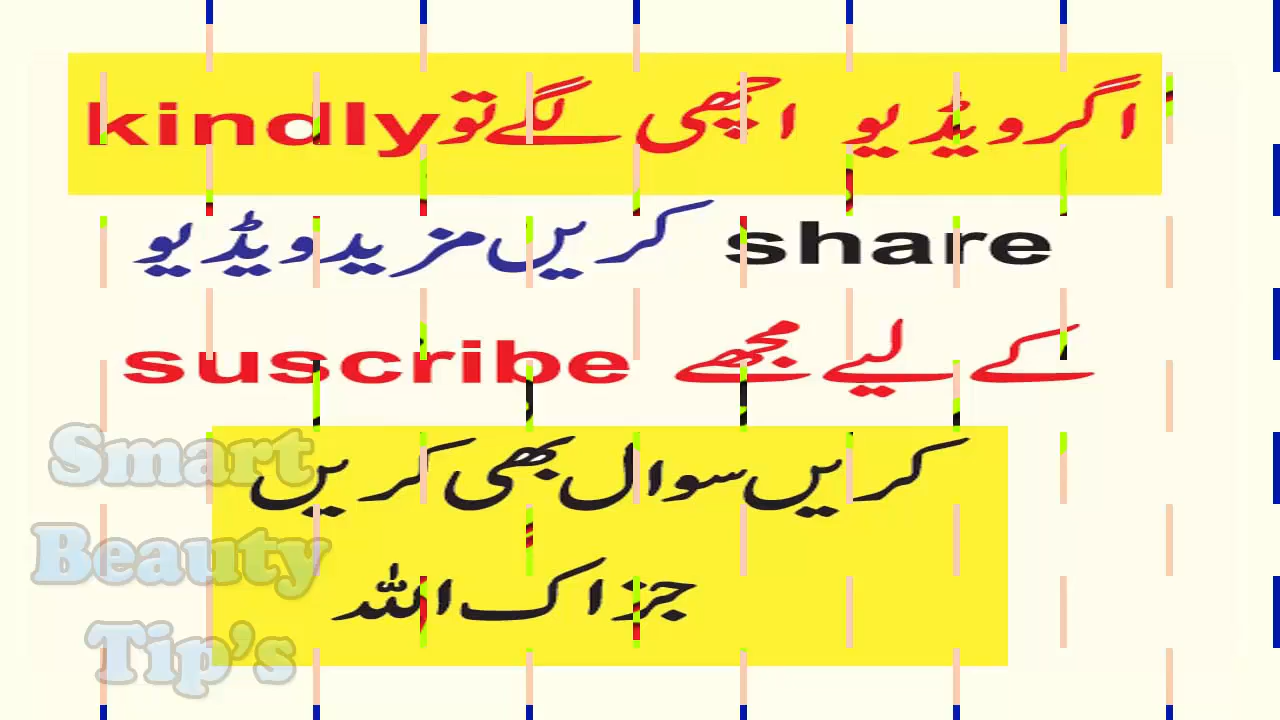 اگر ویڈیو اچھی لگے تو kindly
share کریں مزید ویڈیو
کے لیے مجھے suscribe
کریں سوال بھی کریں
جزاک اللہ
Smart
Beauty
Tip's